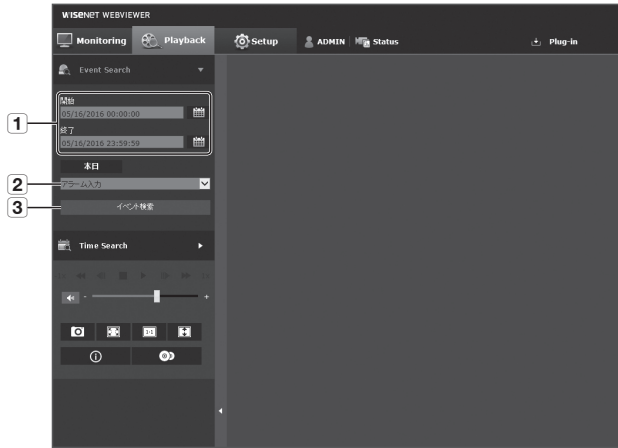 WISENET WEBVIEWER
Monitoring Playback Setup ADMIN Status Plug-in
Event Search
開始
1
05/16/2016 00:00:00
終了
05/16/2016 23:59:59
本日
2
アラーム入力
3
イベント検索
Time Search
- +
1:1